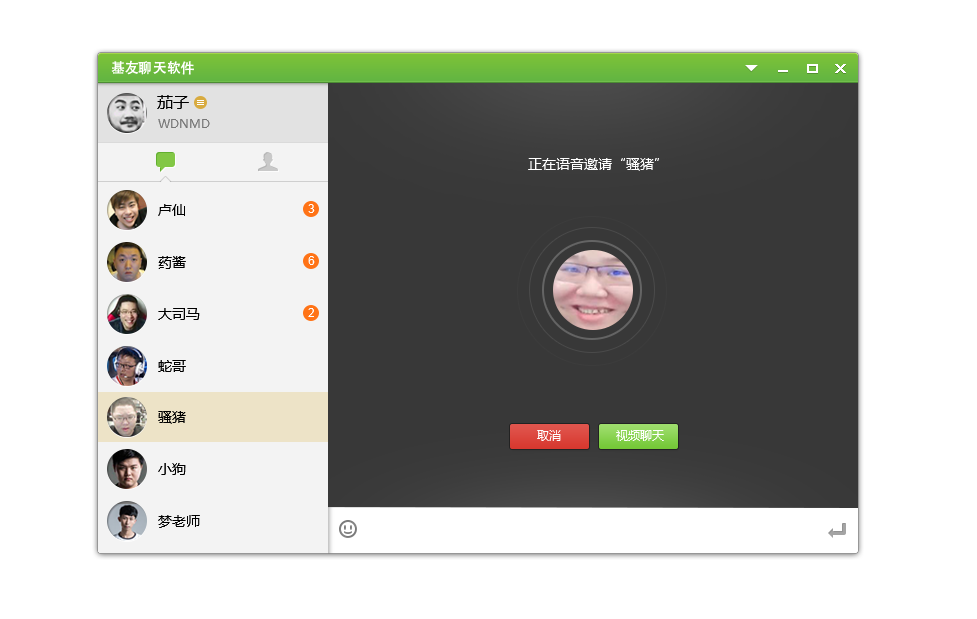 基友聊天软件
茄子
WDNMD
卢仙 3
药酱 6
大司马 2
蛇哥
骚猪
小狗
梦老师
正在语音邀请“骚猪”
取消 视频聊天